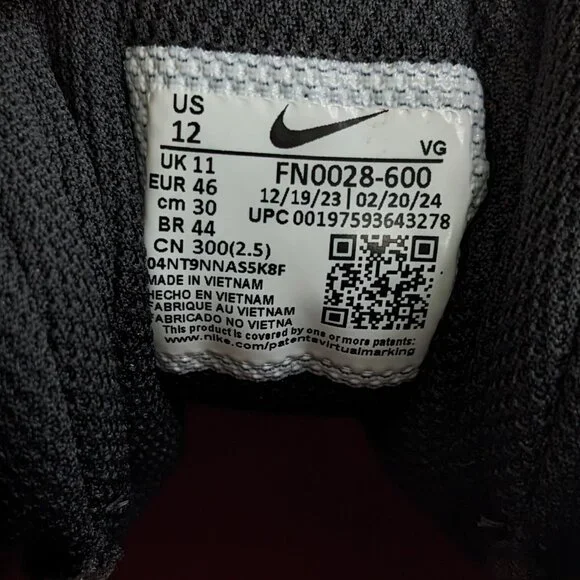 US
12
VG
UK 11
EUR 46
cm 30
BR 44
CN 300(2.5)
FN0028-600
12/19/23 | 02/20/24
UPC 00197593643278
04NT9NNAS5K8F
MADE IN VIETNAM
HECHO EN VIETNAM
FABRIQUE AU VIETNAM
FABRICADO NO VIETNA
This product is covered by one or more patents:
www.nike.com/patentsvirtualmarking